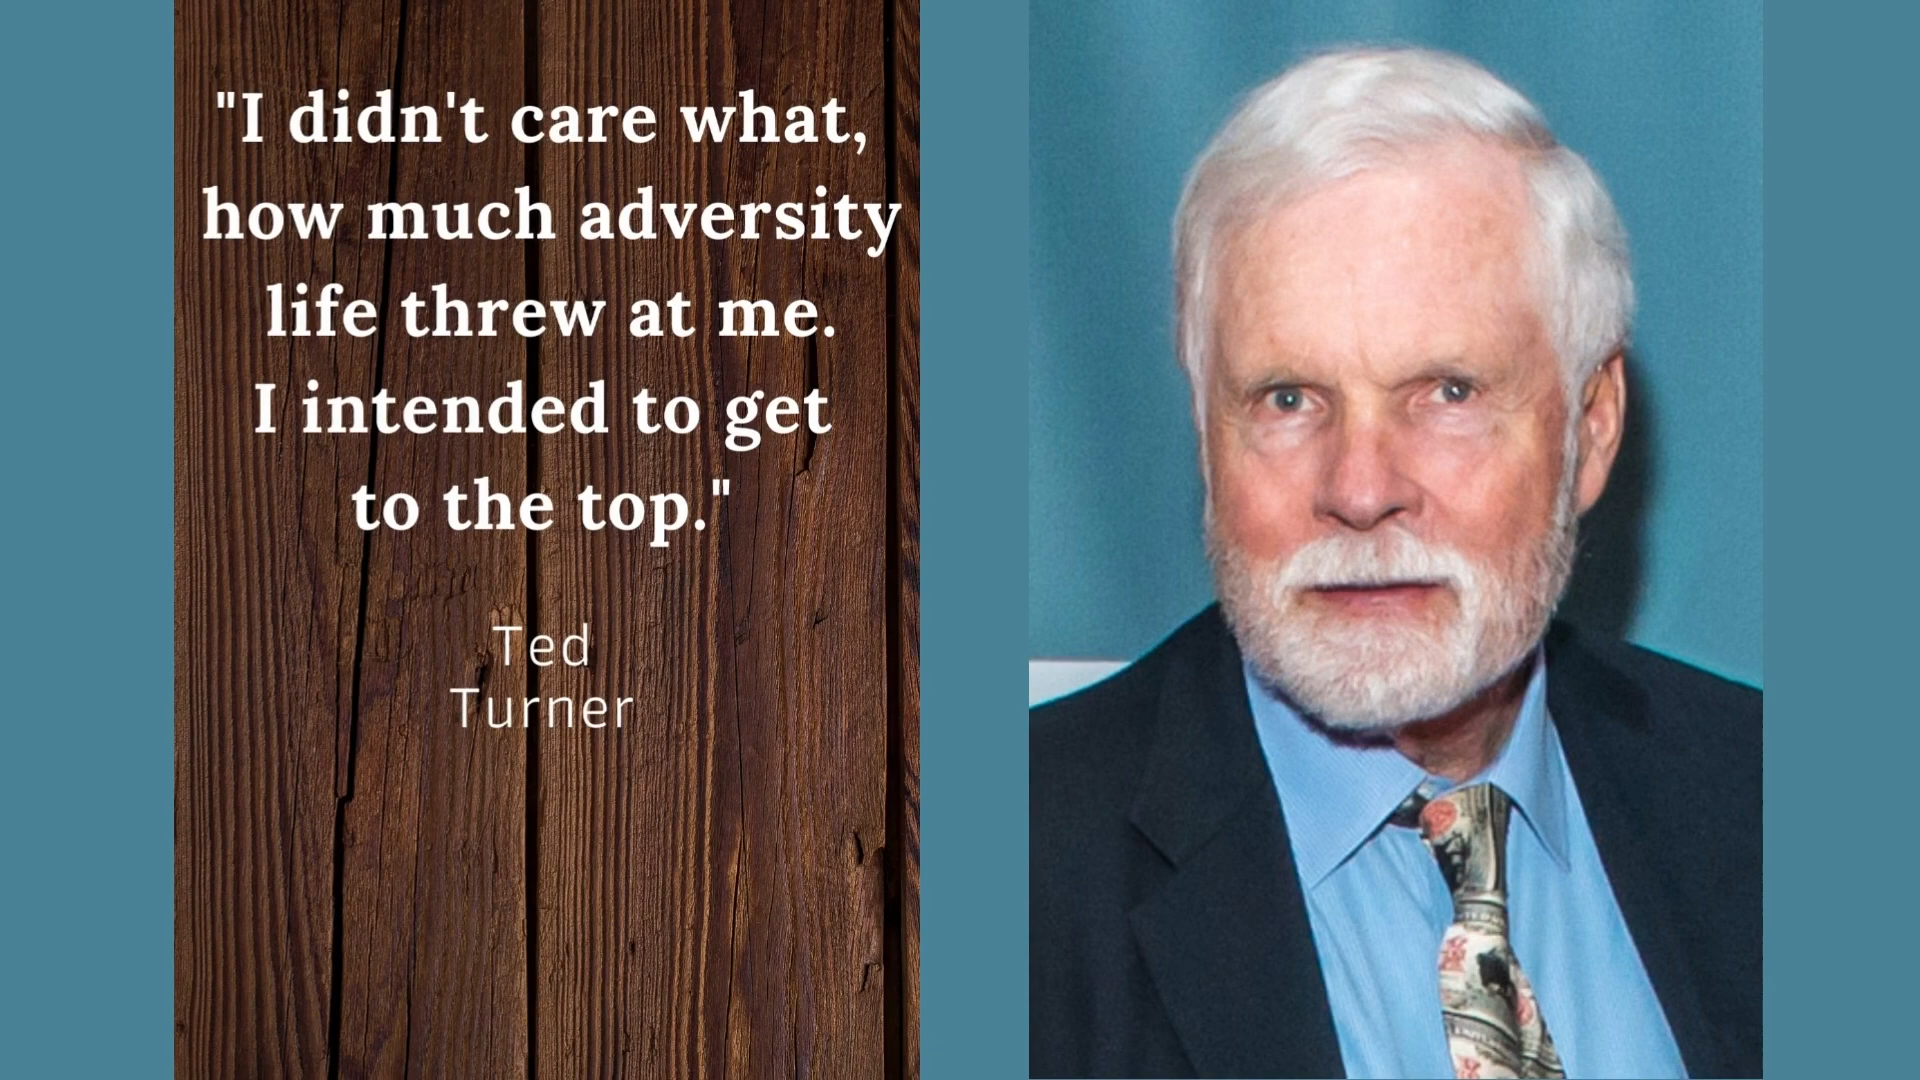 "I didn't care what,
how much adversity
life threw at me.
I intended to get
to the top."
Ted
Turner